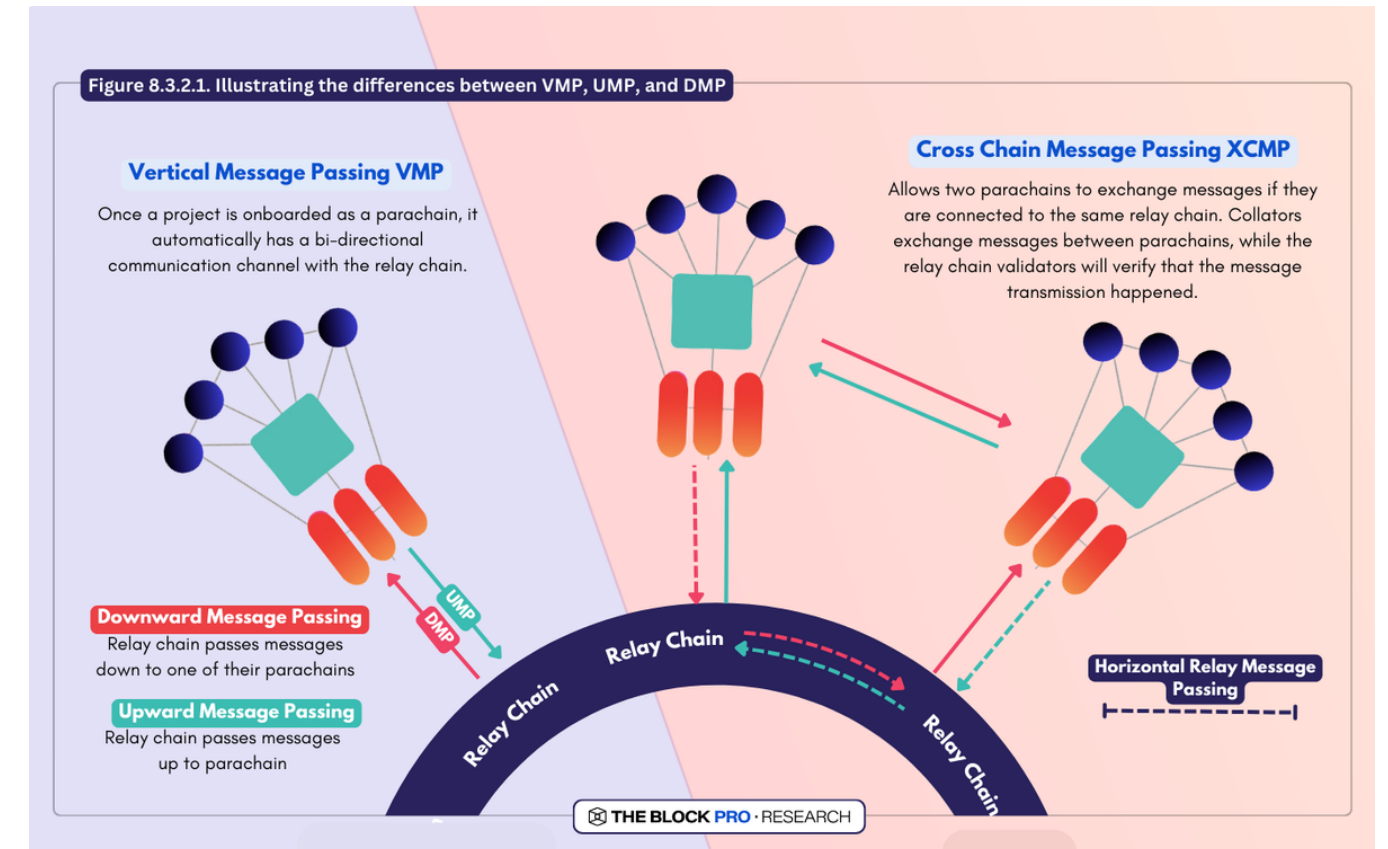 Figure 8.3.2.1. Illustrating the differences between VMP, UMP, and DMP
Vertical Message Passing VMP
Once a project is onboarded as a parachain, it
automatically has a bi-directional
communication channel with the relay chain.
Cross Chain Message Passing XCMP
Allows two parachains to exchange messages if they
are connected to the same relay chain. Collators
exchange messages between parachains, while the
relay chain validators will verify that the message
transmission happened.
UMP
DMP
Downward Message Passing
Relay chain passes messages
down to one of their parachains
Upward Message Passing
Relay chain passes messages
up to parachain
Relay Chain
Relay Chain
Relay Chain
Horizontal Relay Message
Passing
THE BLOCK PRO · RESEARCH